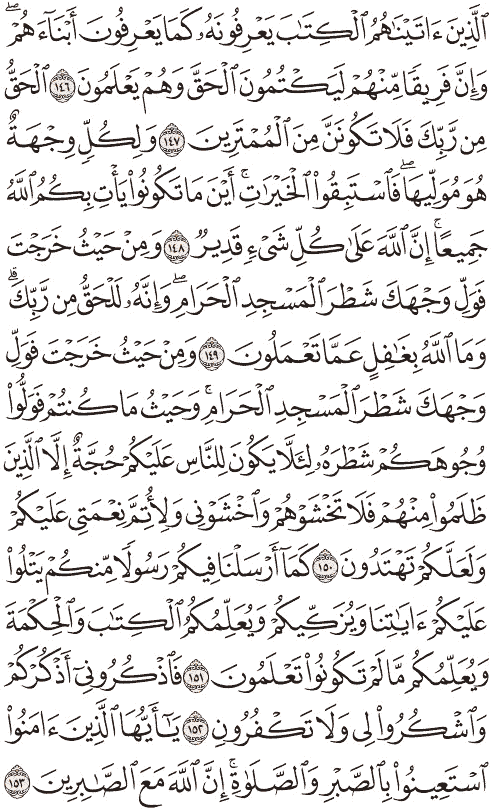 ٱلَّذِينَ ءَاتَيۡنَٰهُمُ ٱلۡكِتَٰبَ يَعۡرِفُونَهُۥ كَمَا يَعۡرِفُونَ أَبۡنَآءَهُمۡۖ
وَإِنَّ فَرِيقٗا مِّنۡهُمۡ لَيَكۡتُمُونَ ٱلۡحَقَّ وَهُمۡ يَعۡلَمُونَ ١٤٦ ٱلۡحَقُّ
مِن رَّبِّكَ فَلَا تَكُونَنَّ مِنَ ٱلۡمُمۡتَرِينَ ١٤٧ وَلِكُلّٖ وِجۡهَةٌ
هُوَ مُوَلِّيهَاۖ فَٱسۡتَبِقُواْ ٱلۡخَيۡرَٰتِۚ أَيۡنَ مَا تَكُونُواْ يَأۡتِ بِكُمُ ٱللَّهُ
جَمِيعًاۚ إِنَّ ٱللَّهَ عَلَىٰ كُلِّ شَيۡءٖ قَدِيرٞ ١٤٨ وَمِنۡ حَيۡثُ خَرَجۡتَ
فَوَلِّ وَجۡهَكَ شَطۡرَ ٱلۡمَسۡجِدِ ٱلۡحَرَامِۖ وَإِنَّهُۥ لَلۡحَقُّ مِن رَّبِّكَۗ
وَمَا ٱللَّهُ بِغَٰفِلٍ عَمَّا تَعۡمَلُونَ ١٤٩ وَمِنۡ حَيۡثُ خَرَجۡتَ فَوَلِّ
وَجۡهَكَ شَطۡرَ ٱلۡمَسۡجِدِ ٱلۡحَرَامِۚ وَحَيۡثُ مَا كُنتُمۡ فَوَلُّواْ
وُجُوهَكُمۡ شَطۡرَهُۥ لِئَلَّا يَكُونَ لِلنَّاسِ عَلَيۡكُمۡ حُجَّةٌ إِلَّا ٱلَّذِينَ
ظَلَمُواْ مِنۡهُمۡ فَلَا تَخۡشَوۡهُمۡ وَٱخۡشَوۡنِي وَلِأُتِمَّ نِعۡمَتِي عَلَيۡكُمۡ
وَلَعَلَّكُمۡ تَهۡتَدُونَ ١٥٠ كَمَآ أَرۡسَلۡنَا فِيكُمۡ رَسُولٗا مِّنكُمۡ يَتۡلُواْ
عَلَيۡكُمۡ ءَايَٰتِنَا وَيُزَكِّيكُمۡ وَيُعَلِّمُكُمُ ٱلۡكِتَٰبَ وَٱلۡحِكۡمَةَ
وَيُعَلِّمُكُم مَّا لَمۡ تَكُونُواْ تَعۡلَمُونَ ١٥١ فَٱذۡكُرُونِيٓ أَذۡكُرۡكُمۡ
وَٱشۡكُرُواْ لِي وَلَا تَكۡفُرُونِ ١٥٢ يَٰٓأَيُّهَا ٱلَّذِينَ ءَامَنُواْ
ٱسۡتَعِينُواْ بِٱلصَّبۡرِ وَٱلصَّلَوٰةِۚ إِنَّ ٱللَّهَ مَعَ ٱلصَّٰبِرِينَ ١٥٣